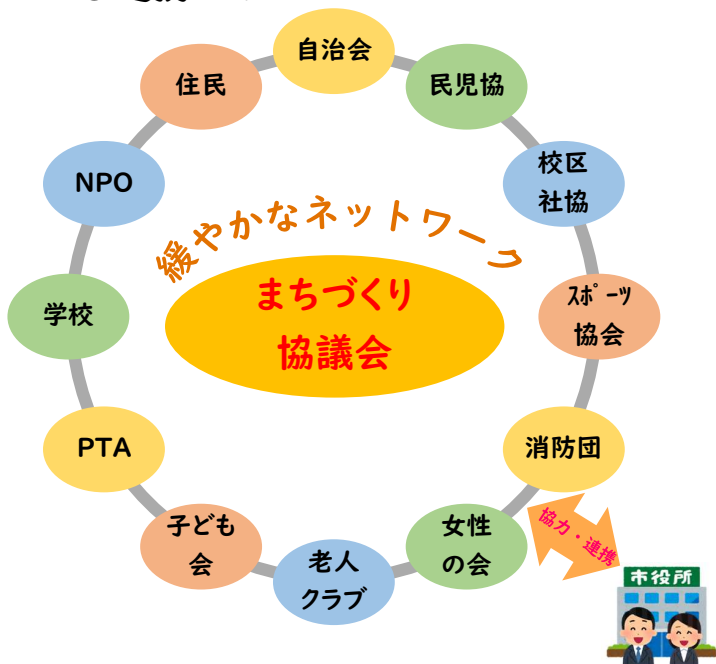 自治会
民児協
校区
社協
ｽﾎﾟｰﾂ
協会
消防団
女性
の会
老人
クラブ
子ども
会
PTA
学校
NPO
住民
緩やかなネットワーク
まちづくり
協議会
協力・連携
市役所